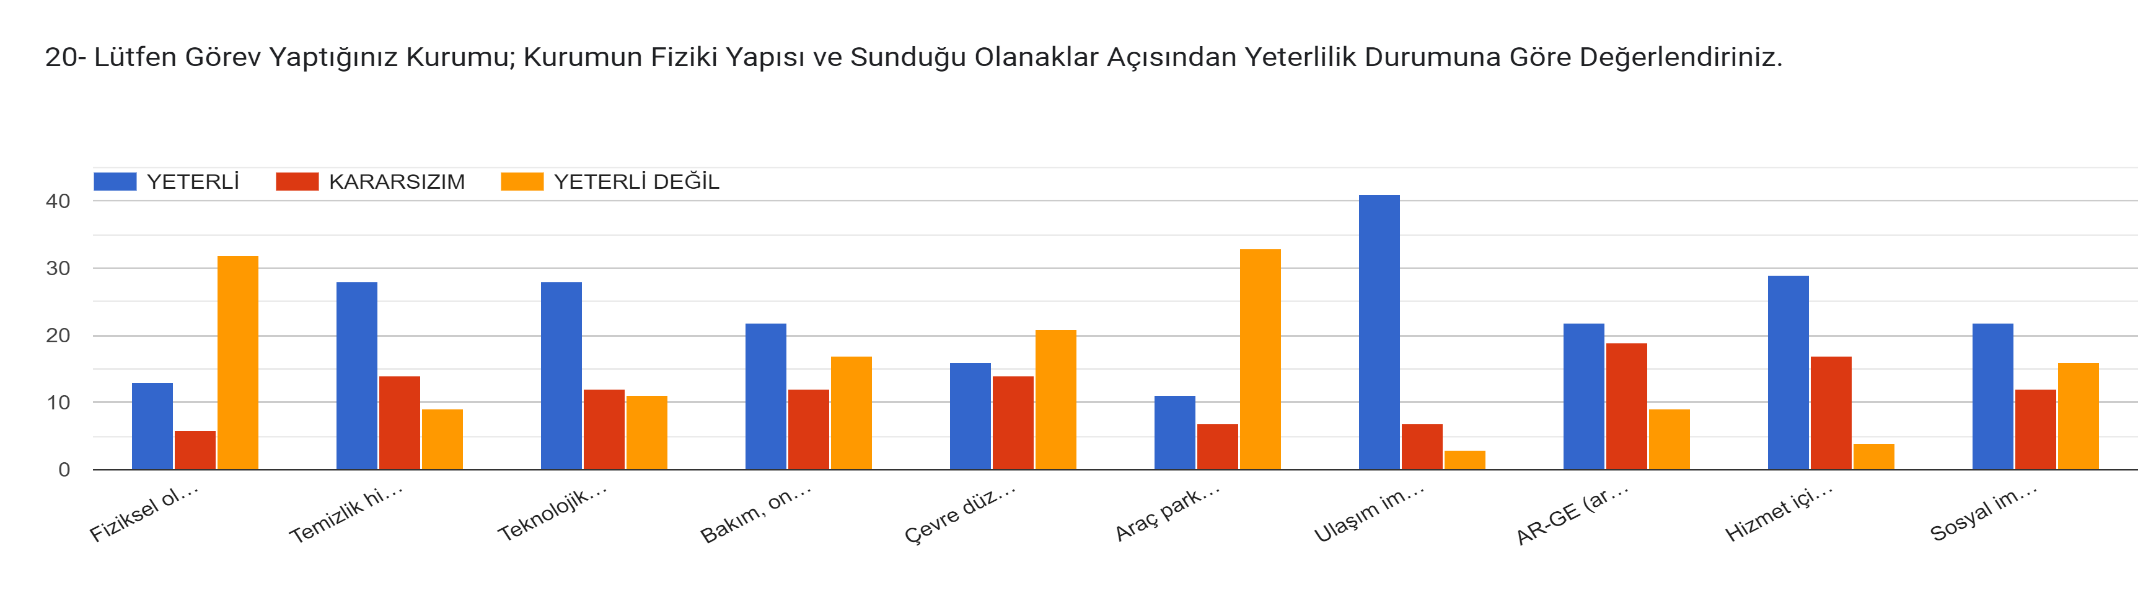 20- Lütfen Görev Yaptığınız Kurumu; Kurumun Fiziki Yapısı ve Sunduğu Olanaklar Açısından Yeterlilik Durumuna Göre Değerlendiriniz.
YETERLİ KARARSIZIM YETERLİ DEĞİL
40
30
20
10
0
Fiziksel ol…
Temizlik hi…
Teknolojik…
Bakım, on…
Çevre düz…
Araç park…
Ulaşım im…
AR-GE (ar…
Hizmet içi…
Sosyal im…